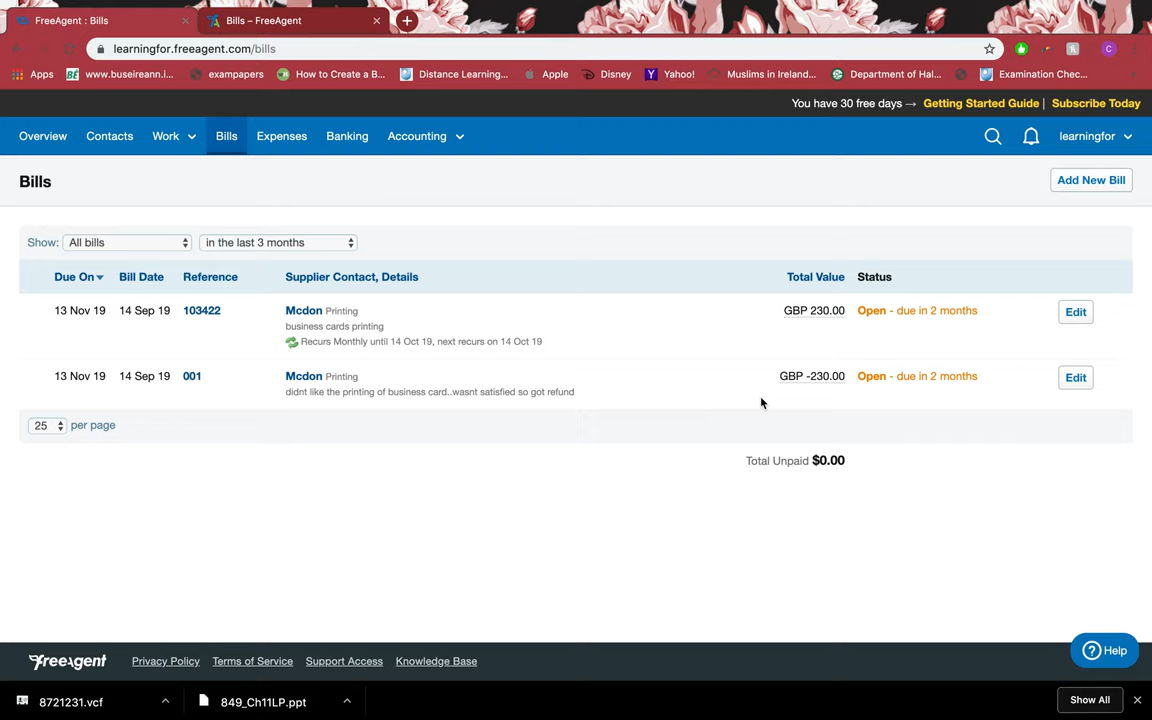 FreeAgent : Bills
Bills – FreeAgent
learningfor.freeagent.com/bills
C
Apps
BÉ www.buseireann.i...
exampapers
How to Create a B...
Distance Learning...
Apple
Disney
Yahoo!
Muslims in Ireland...
Department of Hal...
Examination Chec...
You have 30 free days → Getting Started Guide | Subscribe Today
Overview Contacts Work Bills Expenses Banking Accounting learningfor
Bills
Add New Bill
Show: All bills in the last 3 months
Due On Bill Date Reference Supplier Contact, Details Total Value Status
13 Nov 19 14 Sep 19 103422 Mcdon Printing GBP 230.00 Open - due in 2 months Edit
business cards printing
Recurs Monthly until 14 Oct 19, next recurs on 14 Oct 19
13 Nov 19 14 Sep 19 001 Mcdon Printing GBP -230.00 Open - due in 2 months Edit
didnt like the printing of business card..wasnt satisfied so got refund
25 per page
Total Unpaid $0.00
Help
FreeAgent Privacy Policy Terms of Service Support Access Knowledge Base
8721231.vcf
849_Ch11LP.ppt
Show All